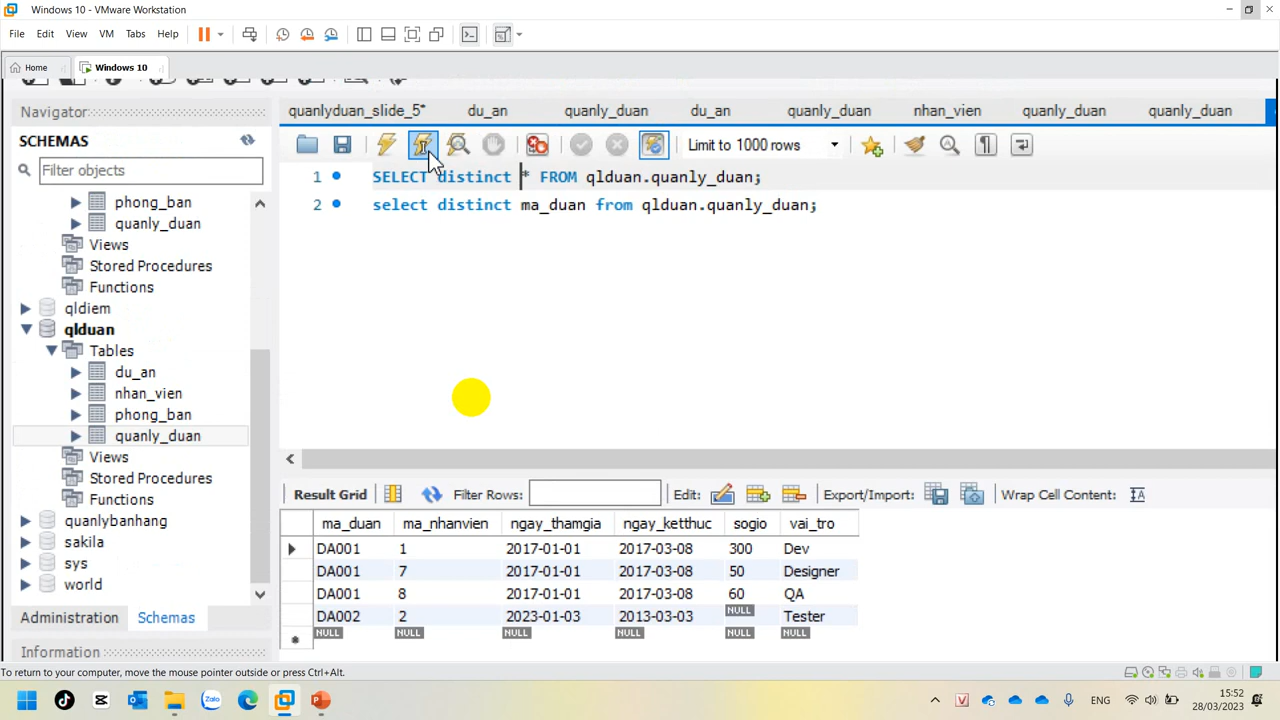 Windows 10 - VMware Workstation
File Edit View VM Tabs Help
Home Windows 10
Navigator quanlyduan_slide_5* du_an quanly_duan du_an quanly_duan nhan_vien quanly_duan quanly_duan
SCHEMAS
Limit to 1000 rows
Filter objects
1 SELECT distinct * FROM qlduan.quanly_duan;
2 select distinct ma_duan from qlduan.quanly_duan;
phong_ban
quanly_duan
Views
Stored Procedures
Functions
qldiem
qlduan
Tables
du_an
nhan_vien
phong_ban
quanly_duan
Views
Stored Procedures
Functions
quanlybanhang
sakila
sys
world
Administration Schemas
Information
Result Grid Filter Rows: Edit: Export/Import: Wrap Cell Content: IA
ma_duan ma_nhanvien ngay_thamgia ngay_ketthuc sogio vai_tro
DA001 1 2017-01-01 2017-03-08 300 Dev
DA001 7 2017-01-01 2017-03-08 50 Designer
DA001 8 2017-01-01 2017-03-08 60 QA
DA002 2 2023-01-03 2013-03-03 NULL Tester
NULL NULL NULL NULL NULL NULL
To return to your computer, move the mouse pointer outside or press Ctrl+Alt.
Zalo
ENG
15:52
28/03/2023